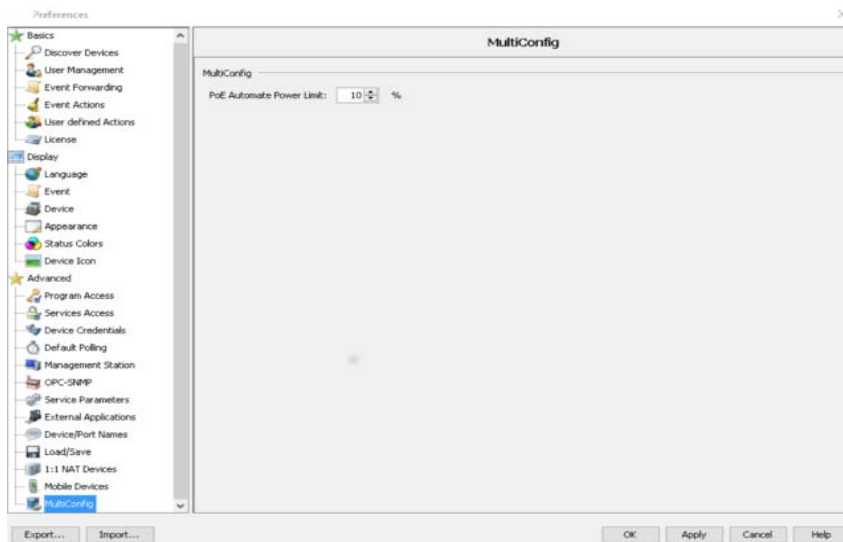 Preferences
Basics
Discover Devices
User Management
Event Forwarding
Event Actions
User defined Actions
License
Display
Language
Event
Device
Appearance
Status Colors
Device Icon
Advanced
Program Access
Services Access
Device Credentials
Default Polling
Management Station
OPC-SNMP
Service Parameters
External Applications
Device/Port Names
Load/Save
1:1 NAT Devices
Mobile Devices
MultiConfig
MultiConfig
MultiConfig
PoE Automate Power Limit: 10 %
Export... Import... OK Apply Cancel Help